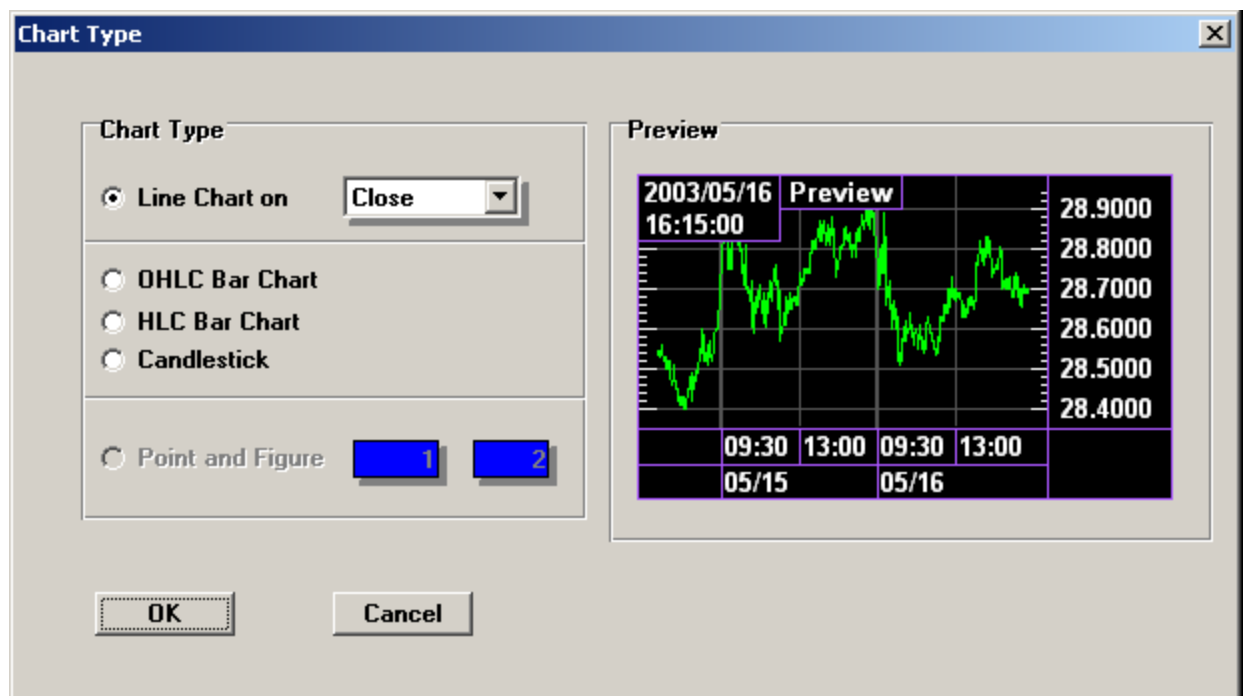 Chart Type
Chart Type
Line Chart on Close
OHLC Bar Chart
HLC Bar Chart
Candlestick
Point and Figure 1 2
OK Cancel
Preview
2003/05/16 Preview
16:15:00
28.9000
28.8000
28.7000
28.6000
28.5000
28.4000
09:30 13:00 09:30 13:00
05/15 05/16